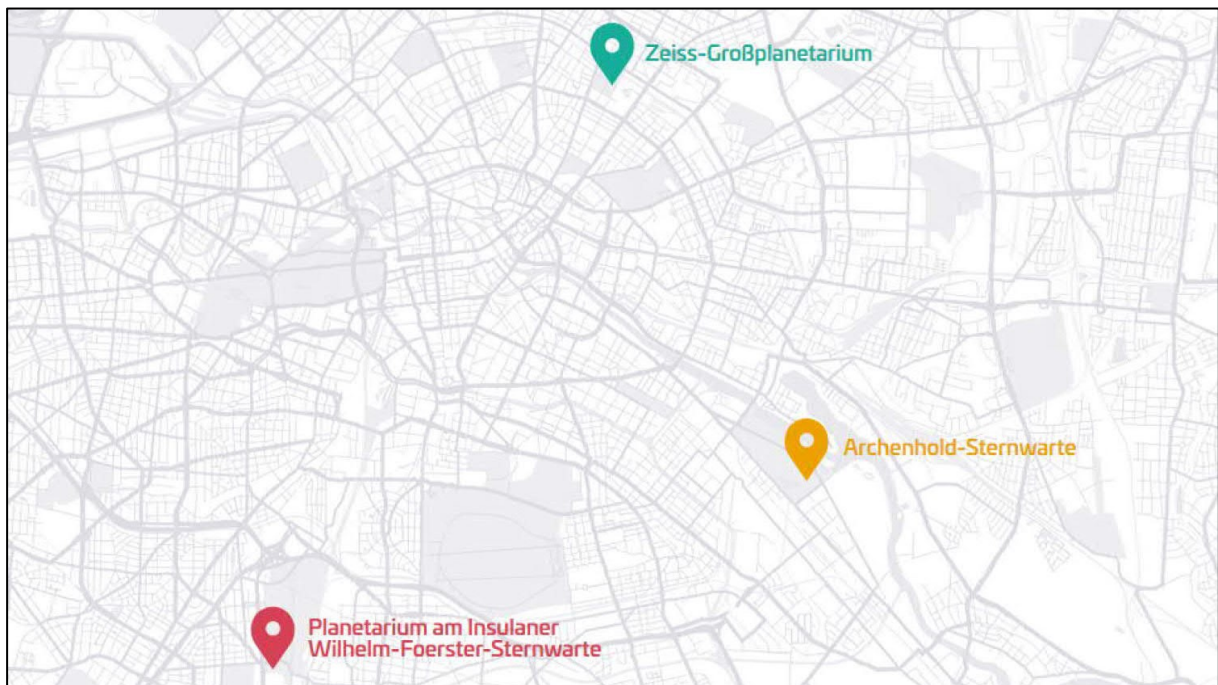 Zeiss-Großplanetarium
Archenhold-Sternwarte
Planetarium am Insulaner
Wilhelm-Foerster-Sternwarte